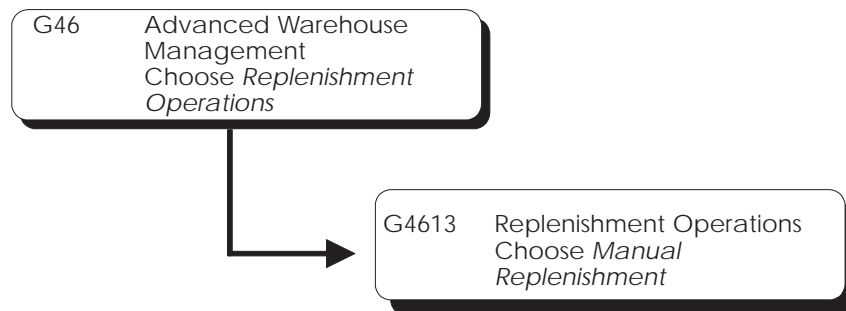 G46 Advanced Warehouse
Management
Choose Replenishment
Operations
G4613 Replenishment Operations
Choose Manual
Replenishment